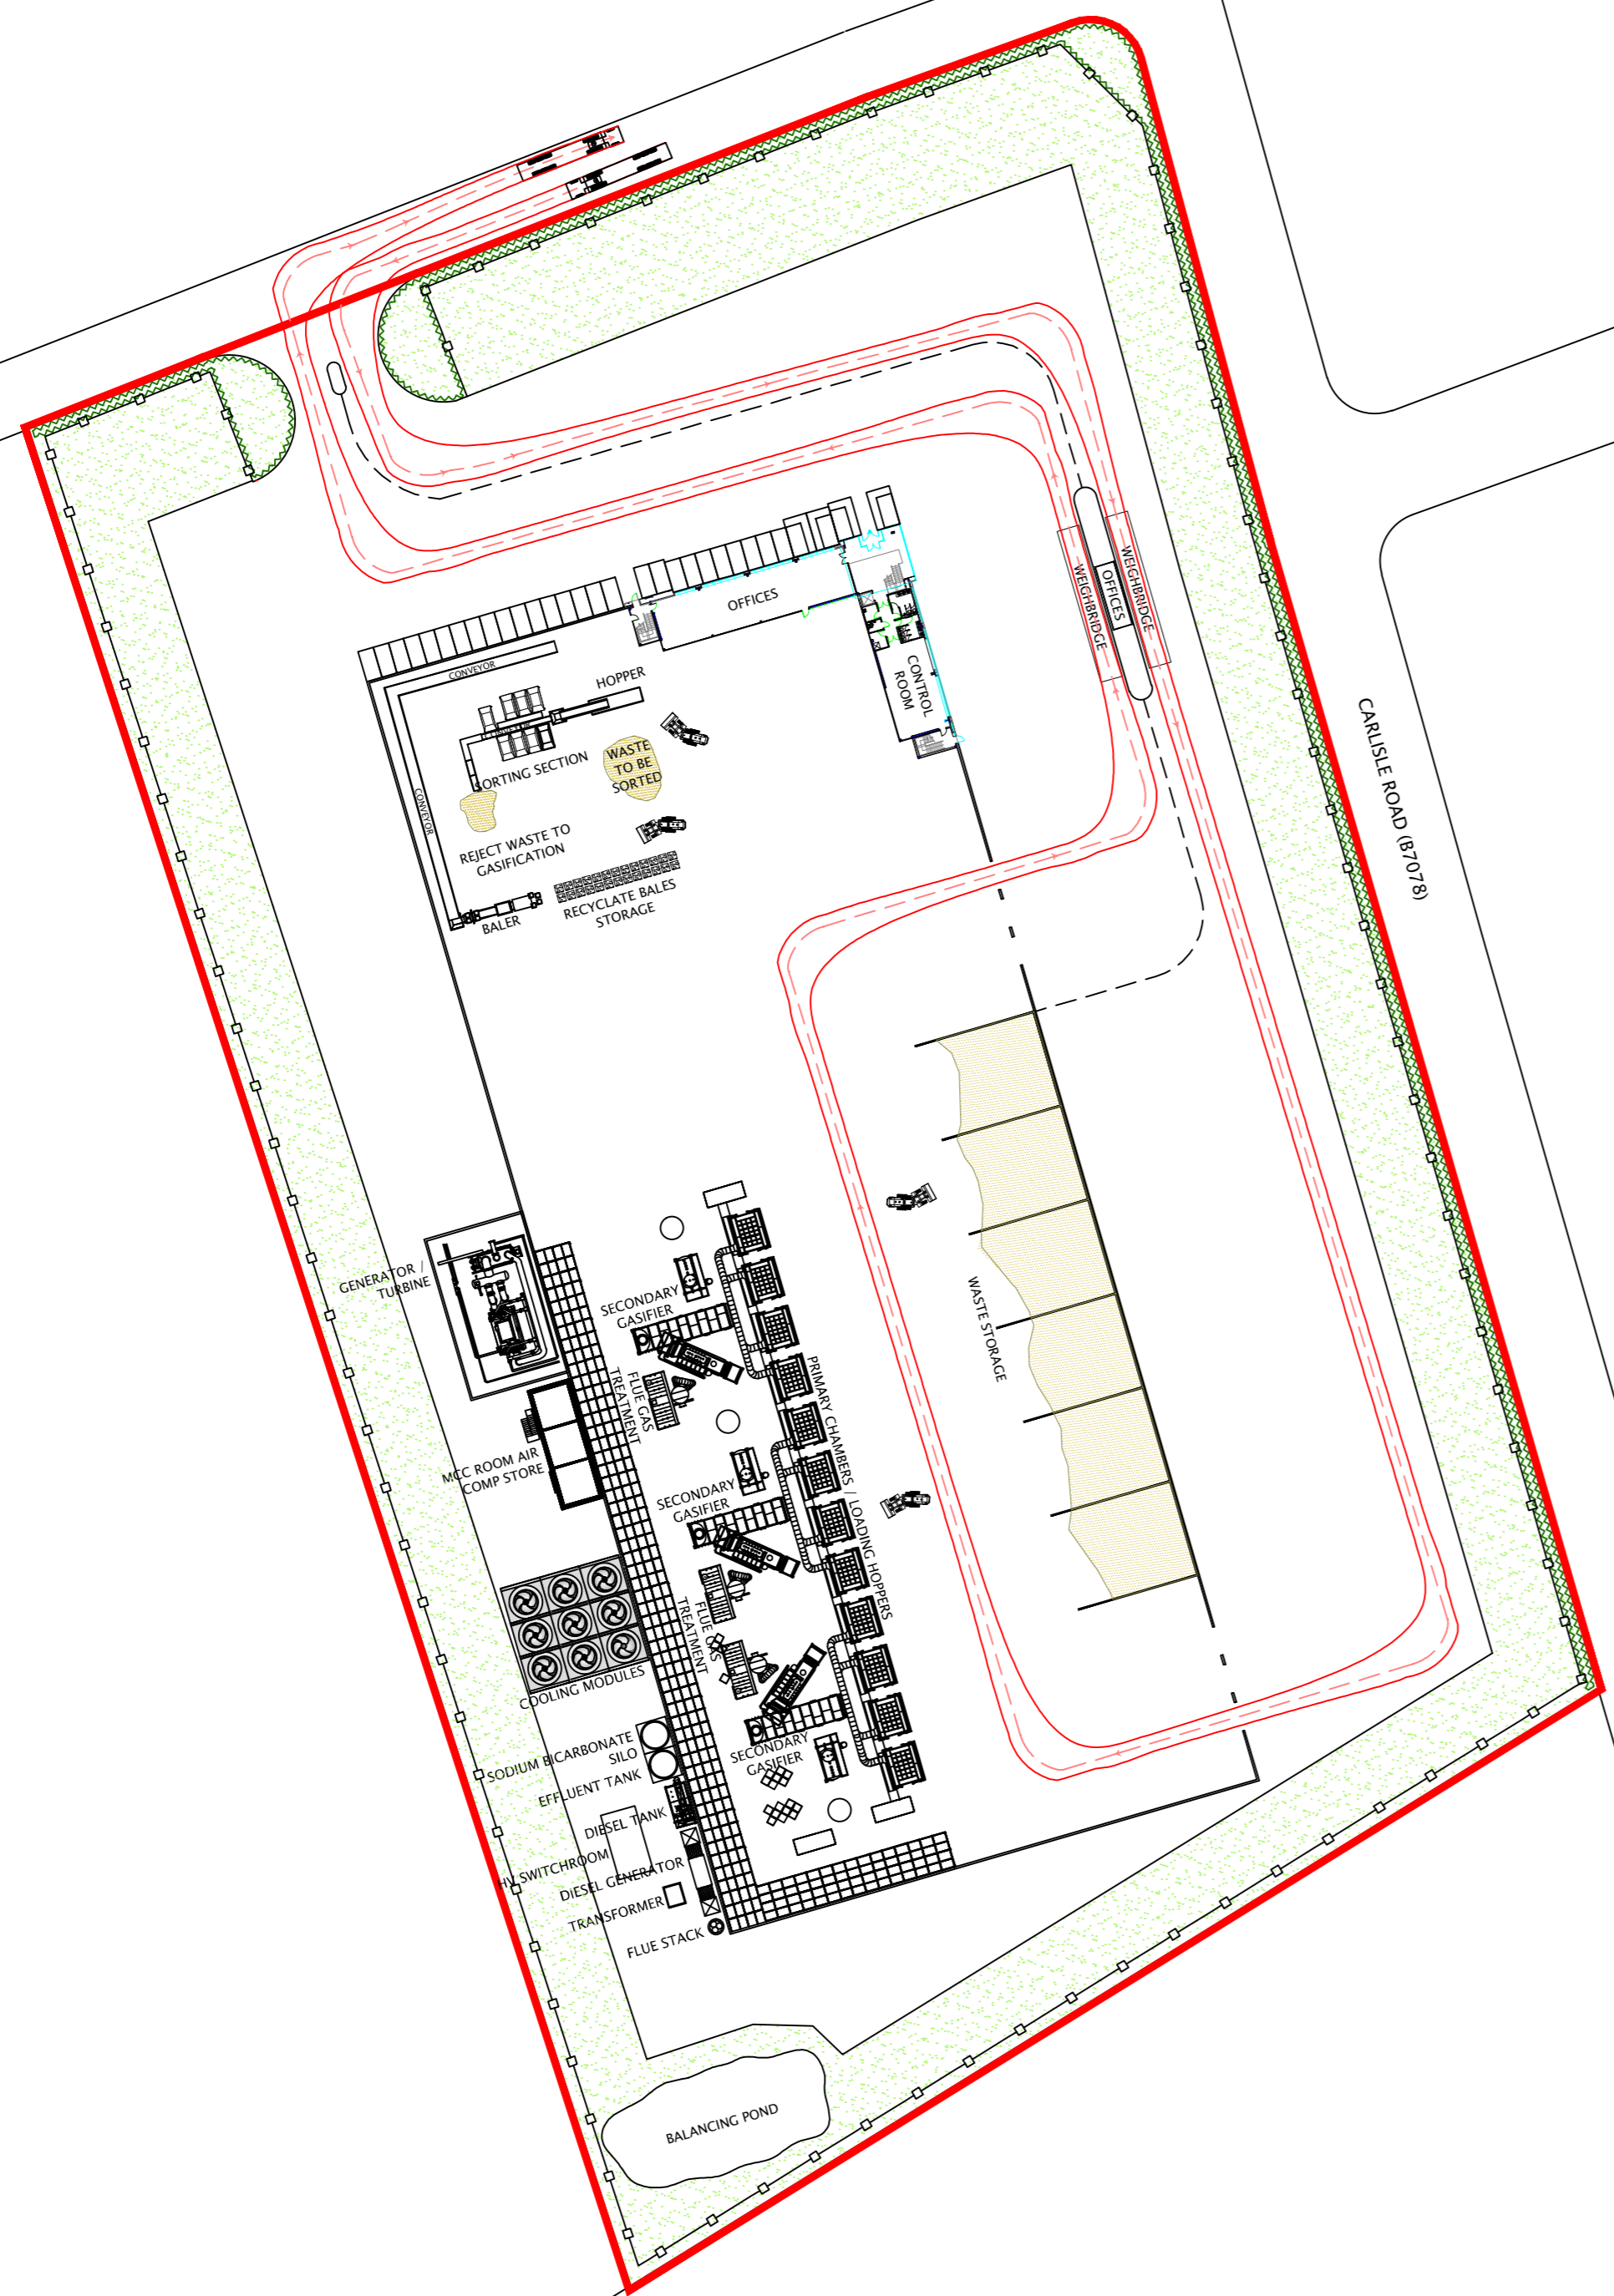 OFFICES
WEIGHBRIDGE
OFFICES
WEIGHBRIDGE
CONTROL
ROOM
CONVEYOR
HOPPER
CONVEYOR
SORTING SECTION
WASTE
TO BE
SORTED
REJECT WASTE TO
GASIFICATION
RECYCLATE BALES
STORAGE
BALER
CARLISLE ROAD (B7078)
GENERATOR /
TURBINE
SECONDARY
GASIFIER
FLUE GAS
TREATMENT
PRIMARY CHAMBERS / LOADING HOPPERS
WASTE STORAGE
MCC ROOM AIR
COMP STORE
SECONDARY
GASIFIER
FLUE GAS
TREATMENT
COOLING MODULES
SECONDARY
GASIFIER
SODIUM BICARBONATE
SILO
EFFLUENT TANK
DIESEL TANK
HV SWITCHROOM
DIESEL GENERATOR
TRANSFORMER
FLUE STACK
BALANCING POND